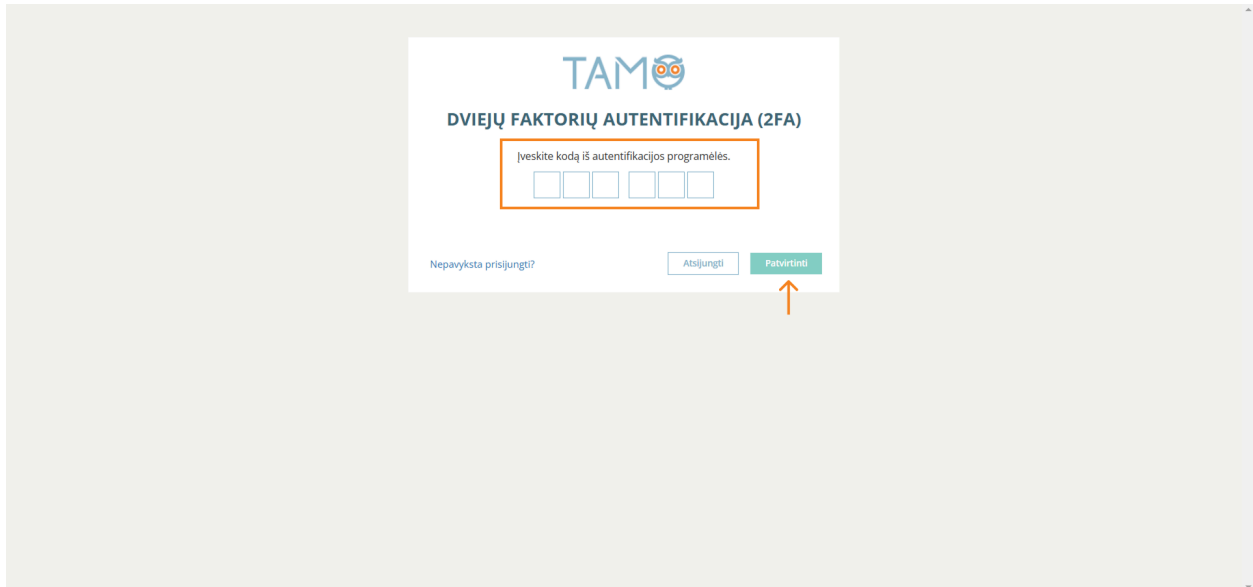 TAMO
DVIEJŲ FAKTORIŲ AUTENTIFIKACIJA (2FA)
Įveskite kodą iš autentifikacijos programėlės.
Nepavyksta prisijungti?
Atsijungti
Patvirtinti